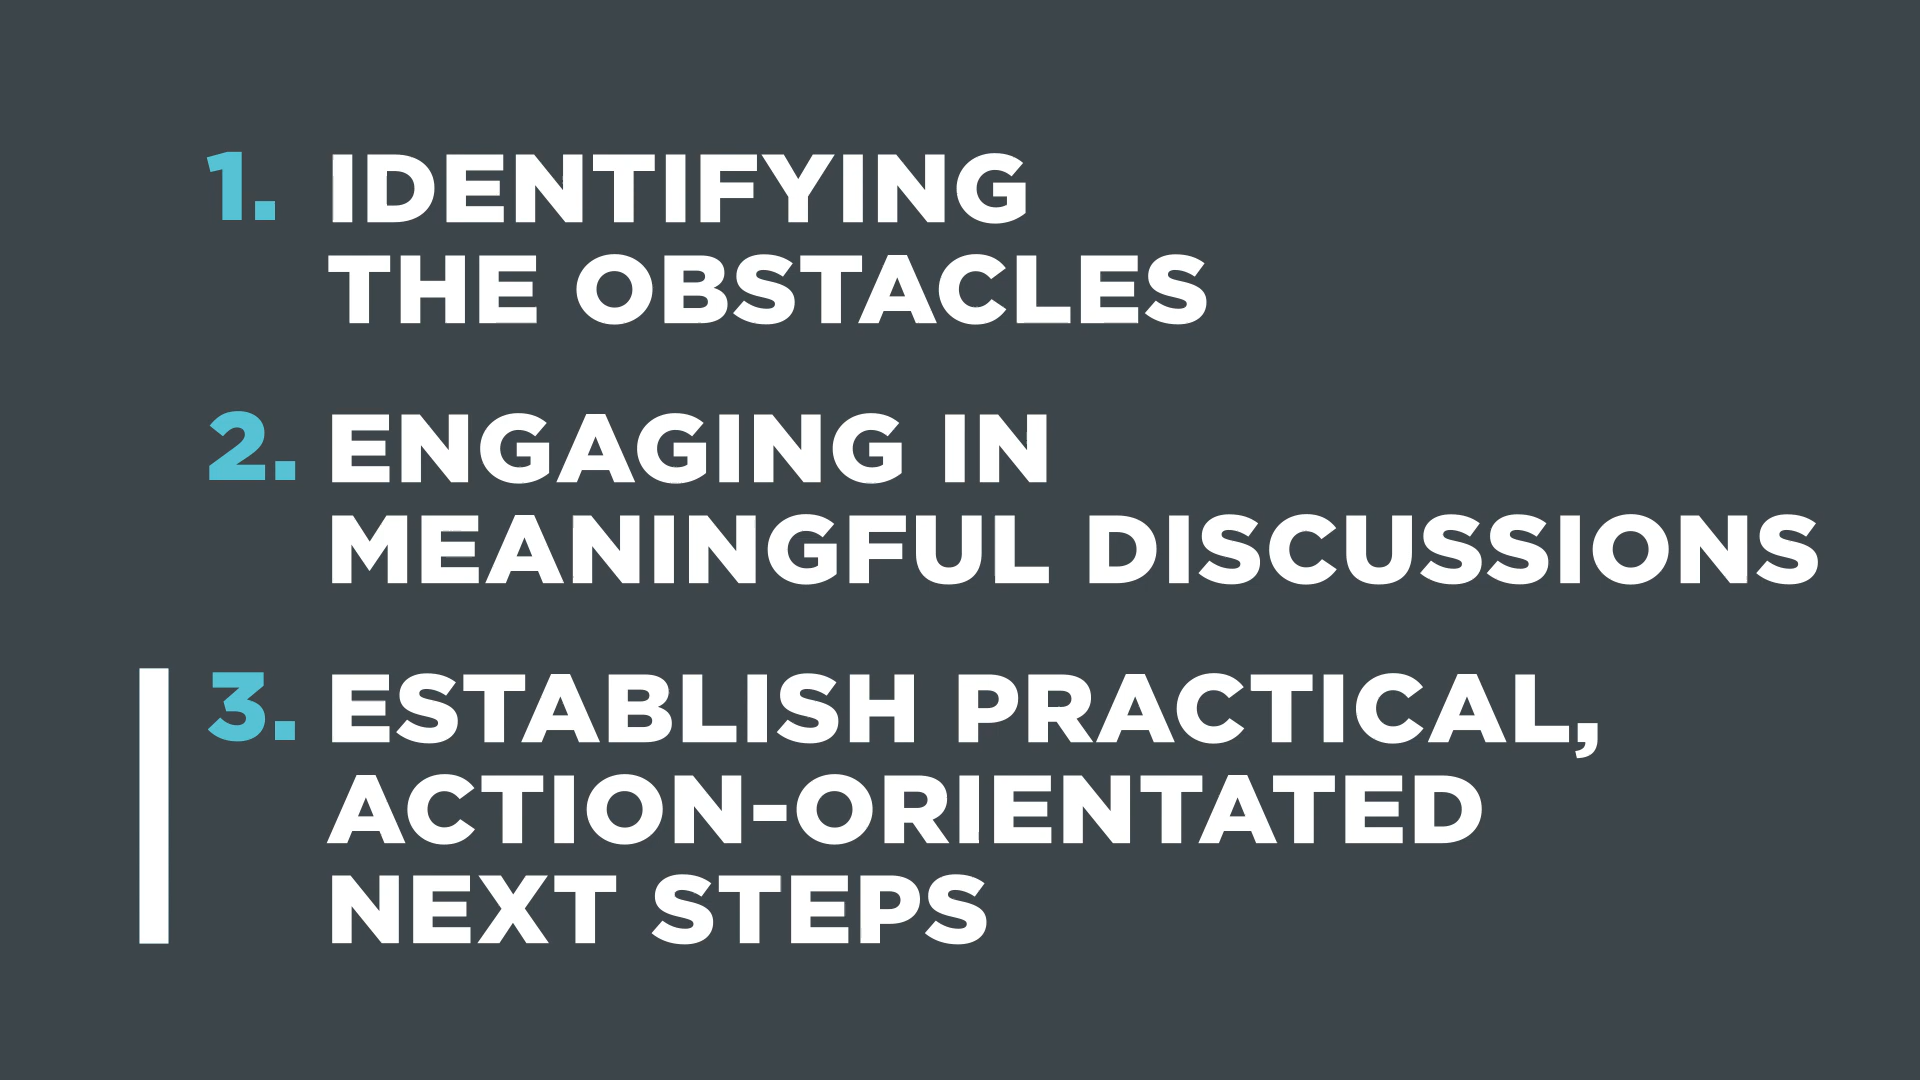 1. IDENTIFYING
THE OBSTACLES
2. ENGAGING IN
MEANINGFUL DISCUSSIONS
3. ESTABLISH PRACTICAL,
ACTION-ORIENTATED
NEXT STEPS